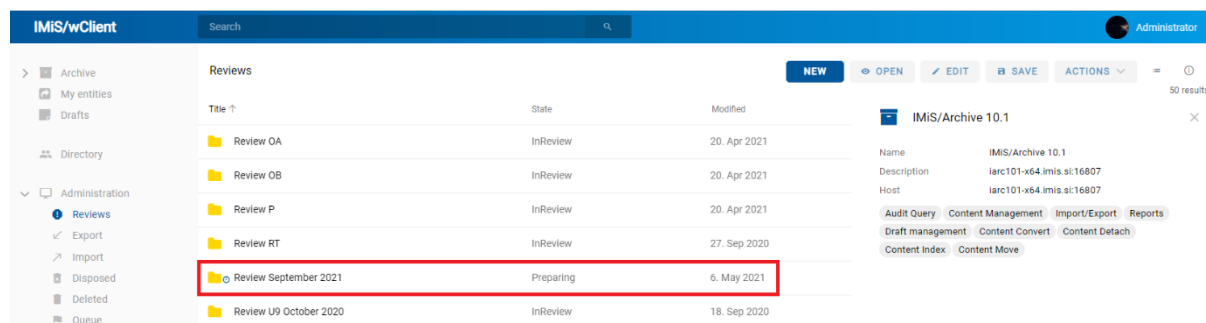 IMiS/wClient
Search
Administrator
Archive
My entities
Drafts
Directory
Administration
Reviews
Export
Import
Disposed
Deleted
Queue
Reviews
NEW
OPEN
EDIT
SAVE
ACTIONS
50 results
Title
State
Modified
Review OA
InReview
20. Apr 2021
Review OB
InReview
20. Apr 2021
Review P
InReview
20. Apr 2021
Review RT
InReview
27. Sep 2020
Review September 2021
Preparing
6. May 2021
Review U9 October 2020
InReview
18. Sep 2020
IMiS/Archive 10.1
Name IMiS/Archive 10.1
Description iarc101-x64.imis.si:16807
Host iarc101-x64.imis.si:16807
Audit Query Content Management Import/Export Reports
Draft management Content Convert Content Detach
Content Index Content Move